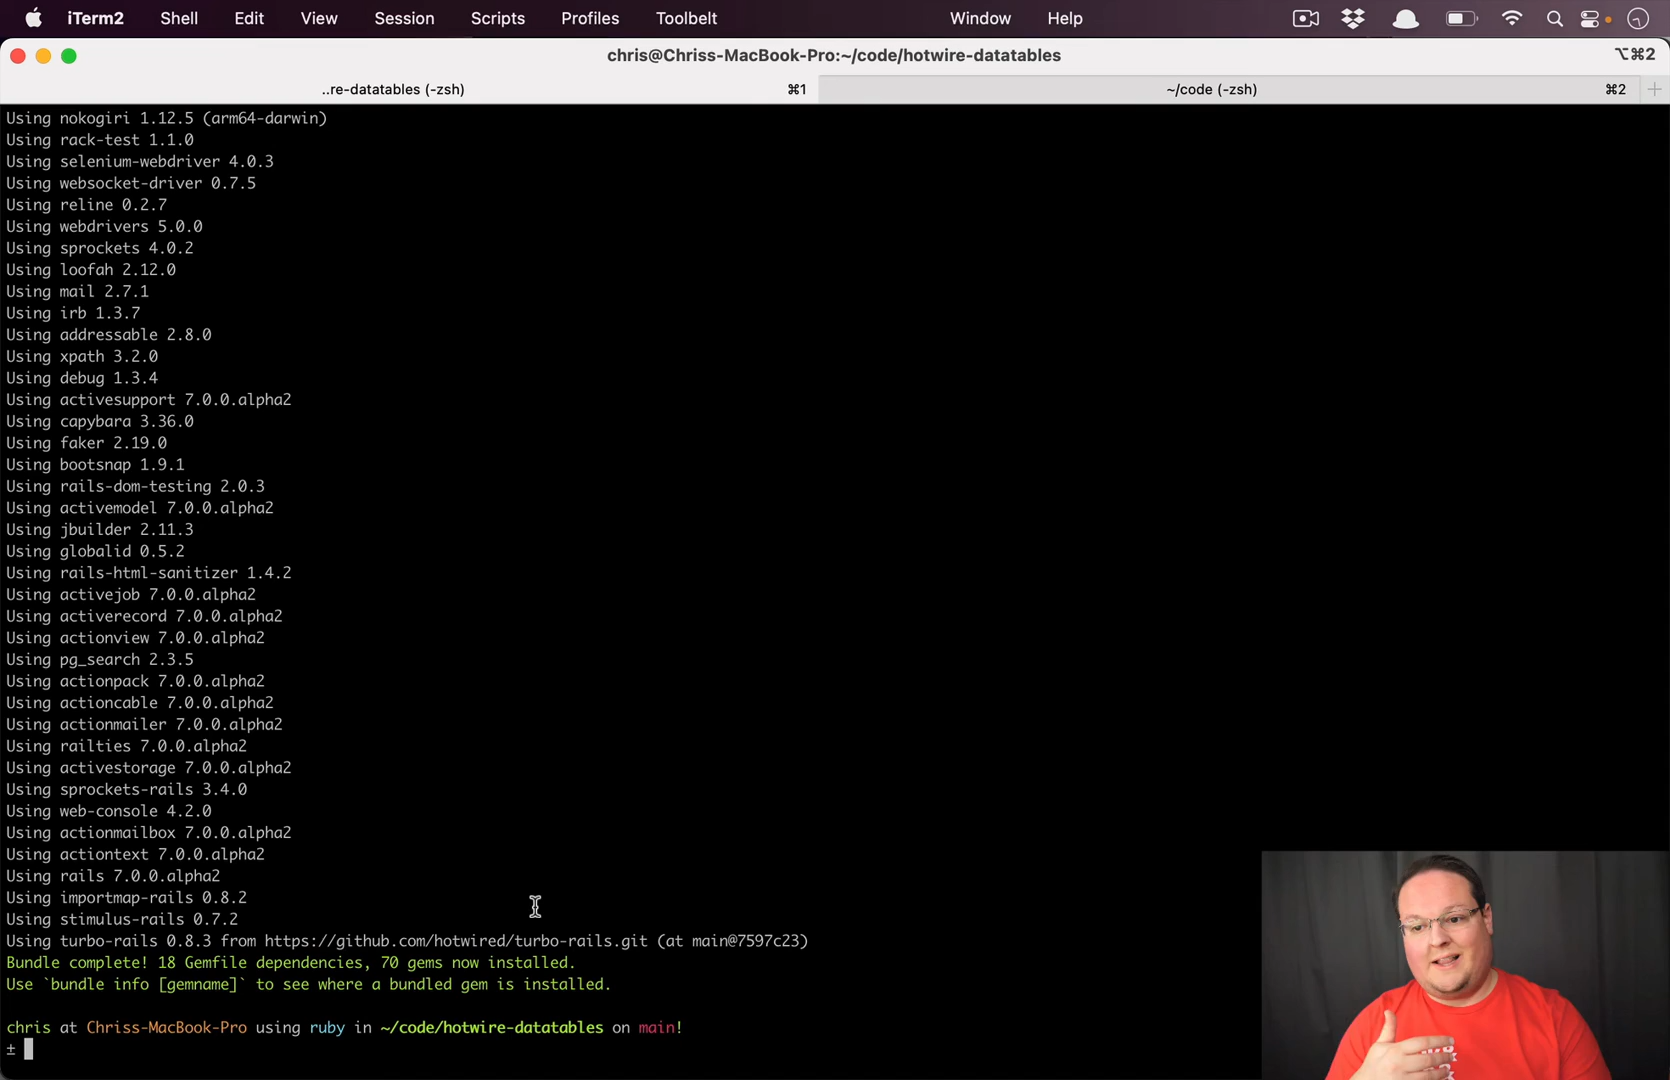 iTerm2 Shell Edit View Session Scripts Profiles Toolbelt Window Help
chris@Chriss-MacBook-Pro:~/code/hotwire-datatables ⌥⌘2
..re-datatables (-zsh) ⌘1 ~/code (-zsh) ⌘2
Using nokogiri 1.12.5 (arm64-darwin)
Using rack-test 1.1.0
Using selenium-webdriver 4.0.3
Using websocket-driver 0.7.5
Using reline 0.2.7
Using webdrivers 5.0.0
Using sprockets 4.0.2
Using loofah 2.12.0
Using mail 2.7.1
Using irb 1.3.7
Using addressable 2.8.0
Using xpath 3.2.0
Using debug 1.3.4
Using activesupport 7.0.0.alpha2
Using capybara 3.36.0
Using faker 2.19.0
Using bootsnap 1.9.1
Using rails-dom-testing 2.0.3
Using activemodel 7.0.0.alpha2
Using jbuilder 2.11.3
Using globalid 0.5.2
Using rails-html-sanitizer 1.4.2
Using activejob 7.0.0.alpha2
Using activerecord 7.0.0.alpha2
Using actionview 7.0.0.alpha2
Using pg_search 2.3.5
Using actionpack 7.0.0.alpha2
Using actioncable 7.0.0.alpha2
Using actionmailer 7.0.0.alpha2
Using railties 7.0.0.alpha2
Using activestorage 7.0.0.alpha2
Using sprockets-rails 3.4.0
Using web-console 4.2.0
Using actionmailbox 7.0.0.alpha2
Using actiontext 7.0.0.alpha2
Using rails 7.0.0.alpha2
Using importmap-rails 0.8.2
Using stimulus-rails 0.7.2
Using turbo-rails 0.8.3 from https://github.com/hotwired/turbo-rails.git (at main@7597c23)
Bundle complete! 18 Gemfile dependencies, 70 gems now installed.
Use `bundle info [gemname]` to see where a bundled gem is installed.
chris at Chriss-MacBook-Pro using ruby in ~/code/hotwire-datatables on main!
±